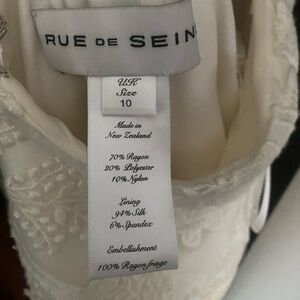 RUE DE SEIN
UK
Size
10
Made in
New Zealand
70% Rayon
20% Polyester
10% Nylon
Lining
94% Silk
6% Spandex
Embellishment
100% Rayon fringe